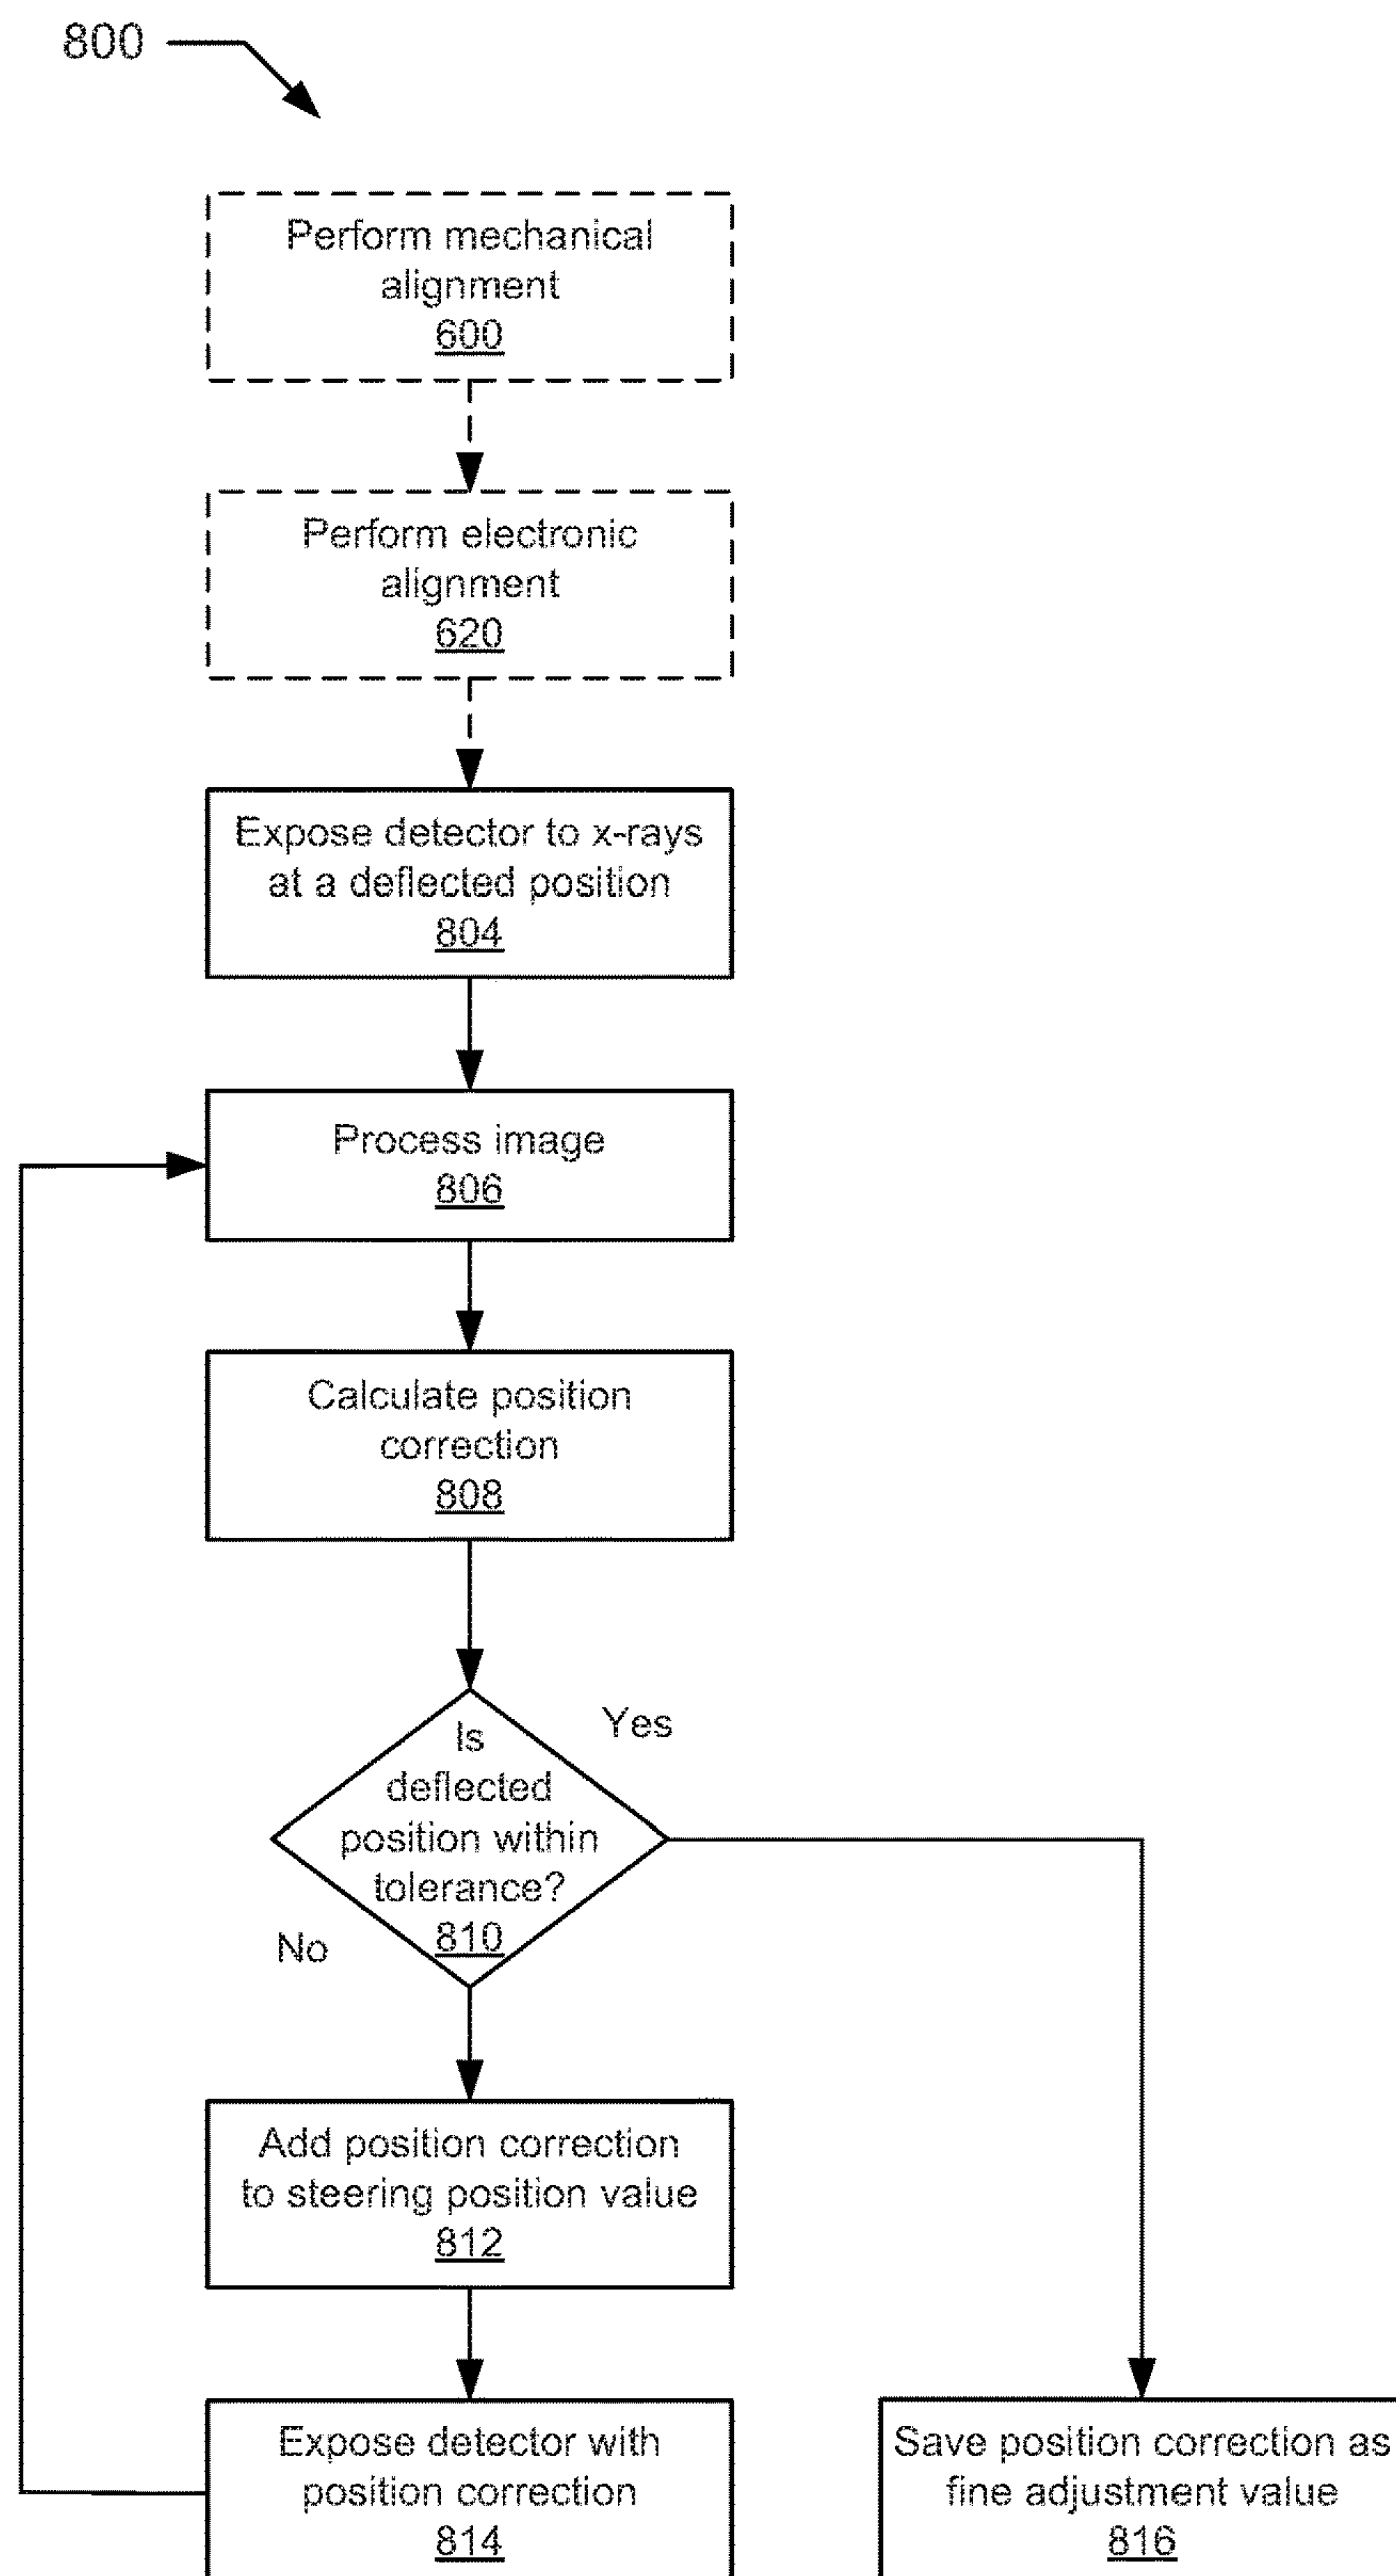 800
Perform mechanical
alignment
600
Perform electronic
alignment
620
Expose detector to x-rays
at a deflected position
804
Process image
806
Calculate position
correction
808
Is
deflected
position within
tolerance?
810
Yes
No
Add position correction
to steering position value
812
Expose detector with
position correction
814
Save position correction as
fine adjustment value
816